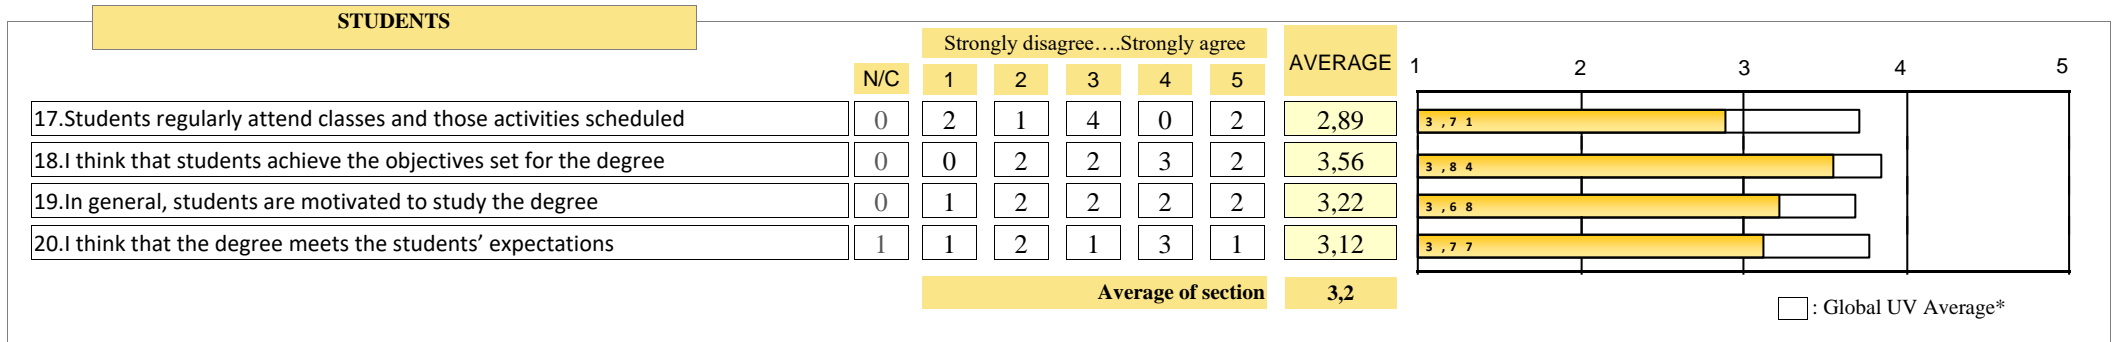 STUDENTS
Strongly disagree....Strongly agree
AVERAGE
N/C 1 2 3 4 5
1 2 3 4 5
17.Students regularly attend classes and those activities scheduled 0 2 1 4 0 2 2,89 3,71
18.I think that students achieve the objectives set for the degree 0 0 2 2 3 2 3,56 3,84
19.In general, students are motivated to study the degree 0 1 2 2 2 2 3,22 3,68
20.I think that the degree meets the students’ expectations 1 1 2 1 3 1 3,12 3,77
Average of section 3,2
: Global UV Average*